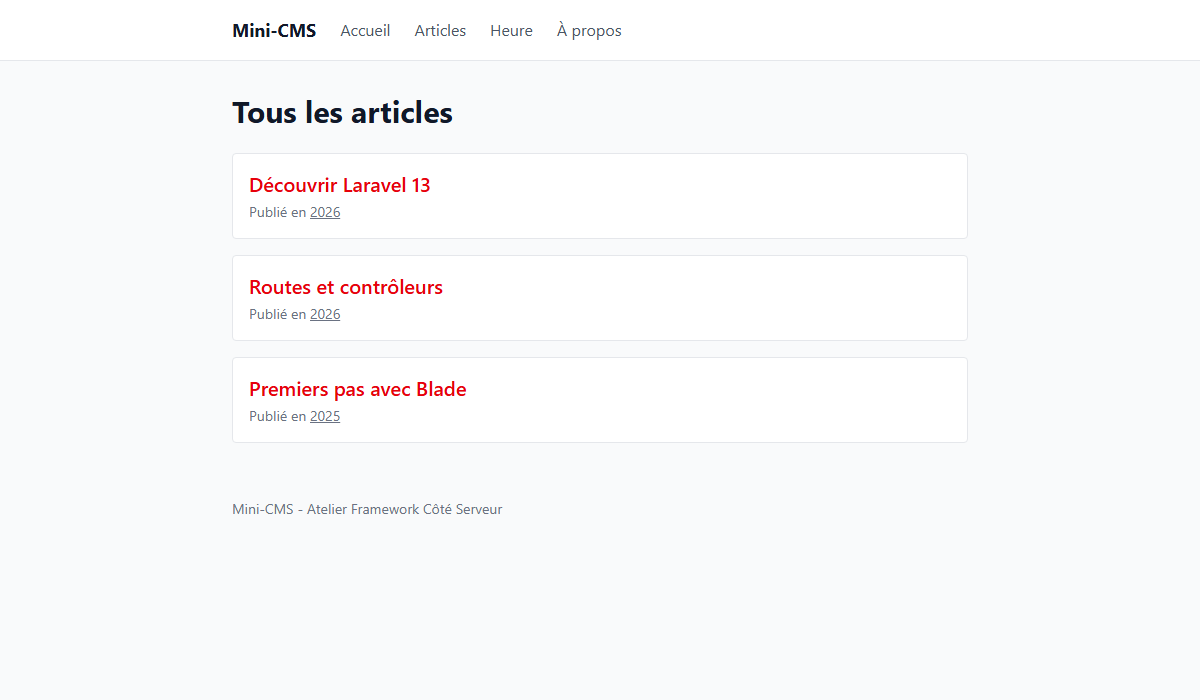 Mini-CMS Accueil Articles Heure À propos
Tous les articles
Découvrir Laravel 13
Publié en 2026
Routes et contrôleurs
Publié en 2026
Premiers pas avec Blade
Publié en 2025
Mini-CMS - Atelier Framework Côté Serveur